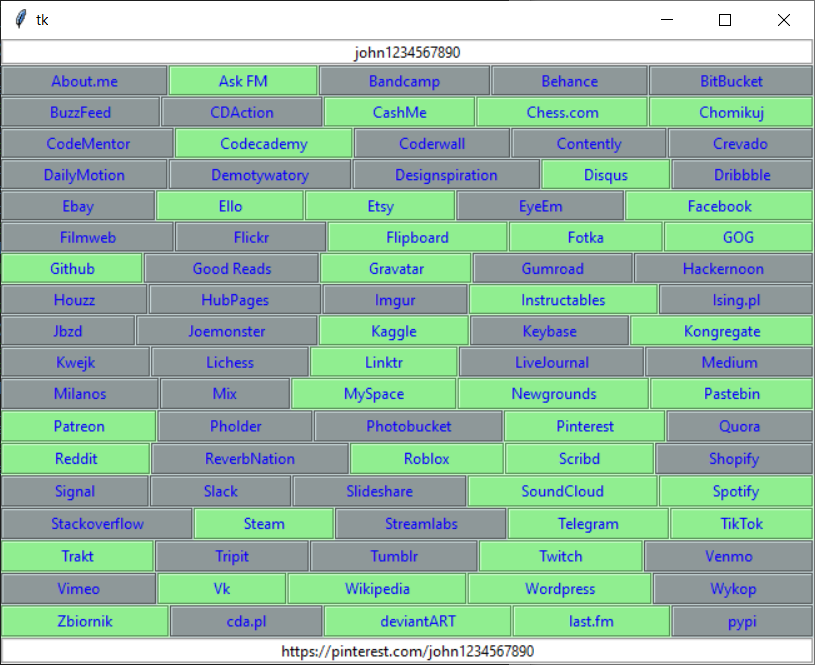 tk
john1234567890
About.me Ask FM Bandcamp Behance BitBucket
BuzzFeed CDAction CashMe Chess.com Chomikuj
CodeMentor Codecademy Coderwall Contently Crevado
DailyMotion Demotywatory Designspiration Disqus Dribbble
Ebay Ello Etsy EyeEm Facebook
Filmweb Flickr Flipboard Fotka GOG
Github Good Reads Gravatar Gumroad Hackernoon
Houzz HubPages Imgur Instructables Ising.pl
Jbzd Joemonster Kaggle Keybase Kongregate
Kwejk Lichess Linktr LiveJournal Medium
Milanos Mix MySpace Newgrounds Pastebin
Patreon Pholder Photobucket Pinterest Quora
Reddit ReverbNation Roblox Scribd Shopify
Signal Slack Slideshare SoundCloud Spotify
Stackoverflow Steam Streamlabs Telegram TikTok
Trakt Tripit Tumblr Twitch Venmo
Vimeo Vk Wikipedia Wordpress Wykop
Zbiornik cda.pl deviantART last.fm pypi
https://pinterest.com/john1234567890